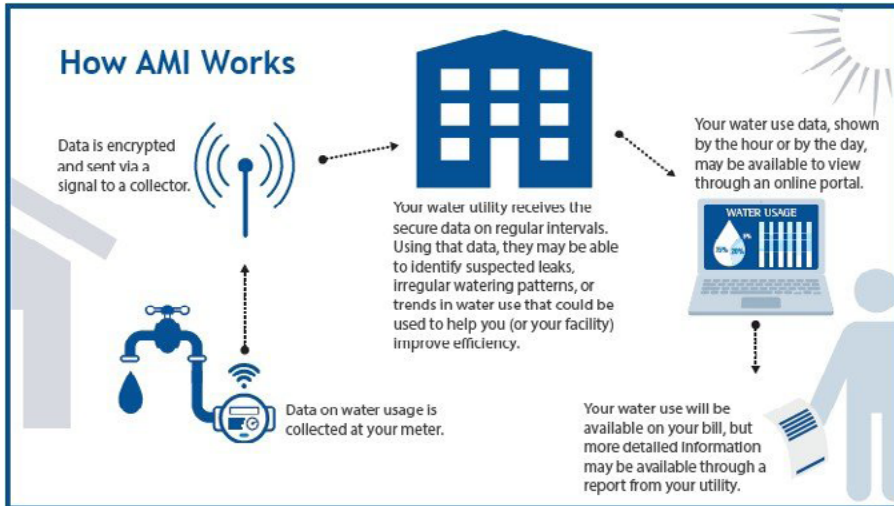 How AMI Works
Data is encrypted
and sent via a
signal to a collector.
Data on water usage is
collected at your meter.
Your water utility receives the
secure data on regular intervals.
Using that data, they may be able
to identify suspected leaks,
irregular watering patterns, or
trends in water use that could be
used to help you (or your facility)
improve efficiency.
Your water use data, shown
by the hour or by the day,
may be available to view
through an online portal.
WATER USAGE
20%
Your water use will be
available on your bill, but
more detailed information
may be available through a
report from your utility.